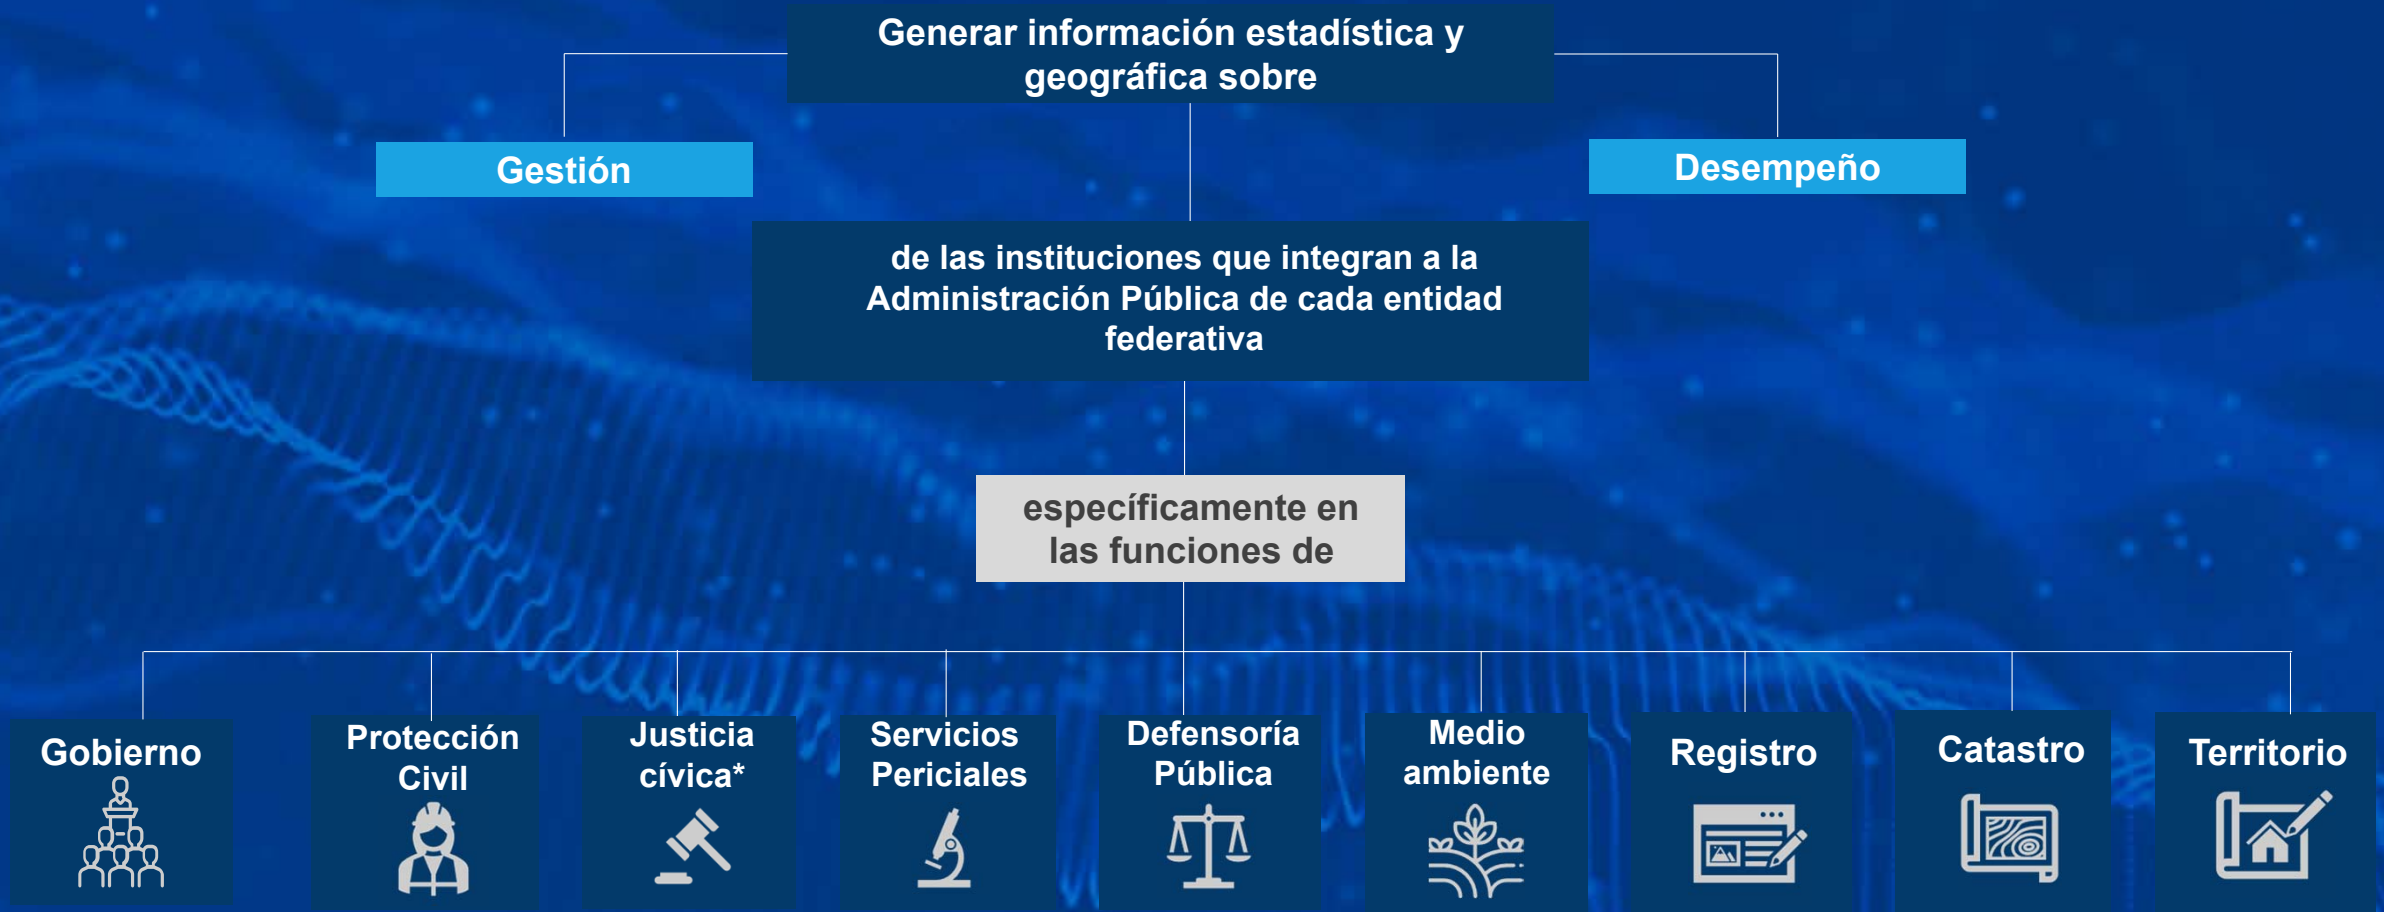 Generar información estadística y
geográfica sobre
Gestión
Desempeño
de las instituciones que integran a la
Administración Pública de cada entidad
federativa
específicamente en
las funciones de
Gobierno
Protección
Civil
Justicia
cívica*
Servicios
Periciales
Defensoría
Pública
Medio
ambiente
Registro
Catastro
Territorio